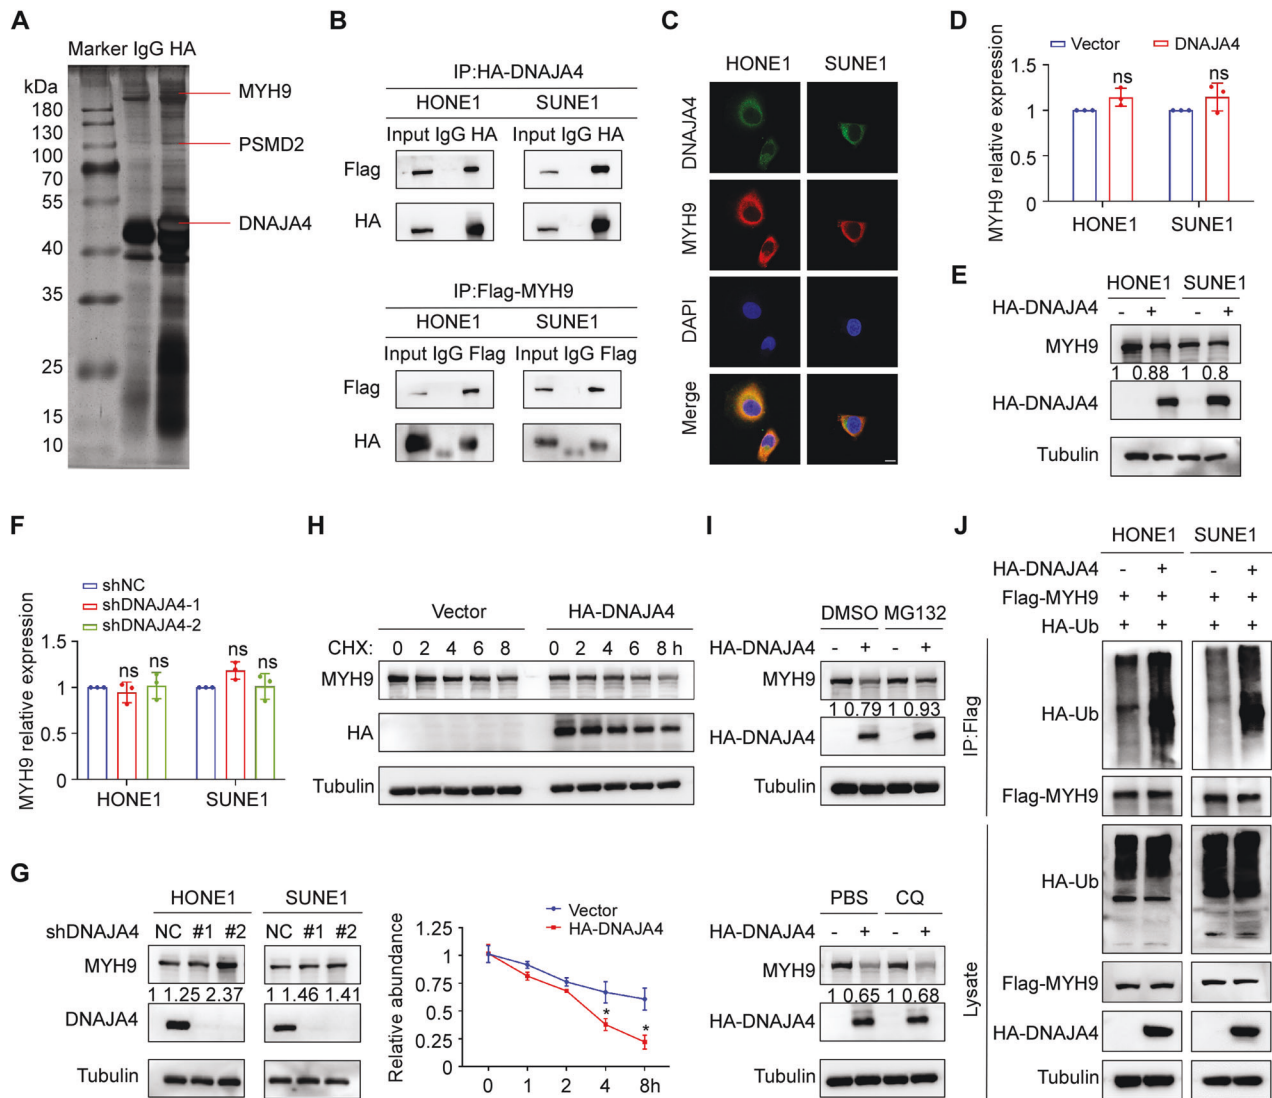 A
Marker IgG HA
kDa
180
130
100
70
55
40
35
25
15
10
MYH9
PSMD2
DNAJA4
B
IP:HA-DNAJA4
HONE1 SUNE1
Input IgG HA Input IgG HA
Flag
HA
IP:Flag-MYH9
HONE1 SUNE1
Input IgG Flag Input IgG Flag
Flag
HA
C
HONE1 SUNE1
DNAJA4
MYH9
DAPI
Merge
D
Vector DNAJA4
MYH9 relative expression
1.5
1
0.5
0
ns ns
HONE1 SUNE1
E
HONE1 SUNE1
HA-DNAJA4 - + - +
MYH9
1 0.88 1 0.8
HA-DNAJA4
Tubulin
F
shNC
shDNAJA4-1
shDNAJA4-2
MYH9 relative expression
1.5
1
0.5
0
ns ns ns ns
HONE1 SUNE1
G
HONE1 SUNE1
shDNAJA4 NC #1 #2 NC #1 #2
MYH9
1 1.25 2.37 1 1.46 1.41
DNAJA4
Tubulin
H
Vector HA-DNAJA4
CHX: 0 2 4 6 8 0 2 4 6 8 h
MYH9
HA
Tubulin
Vector
HA-DNAJA4
Relative abundance
1.25
1
0.75
0.5
0.25
0
* *
0 1 2 4 8h
I
DMSO MG132
HA-DNAJA4 - + - +
MYH9
1 0.79 1 0.93
HA-DNAJA4
Tubulin
PBS CQ
HA-DNAJA4 - + - +
MYH9
1 0.65 1 0.68
HA-DNAJA4
Tubulin
J
HONE1 SUNE1
HA-DNAJA4 - + - +
Flag-MYH9 + + + +
HA-Ub + + + +
IP:Flag
HA-Ub
Flag-MYH9
Lysate
HA-Ub
Flag-MYH9
HA-DNAJA4
Tubulin